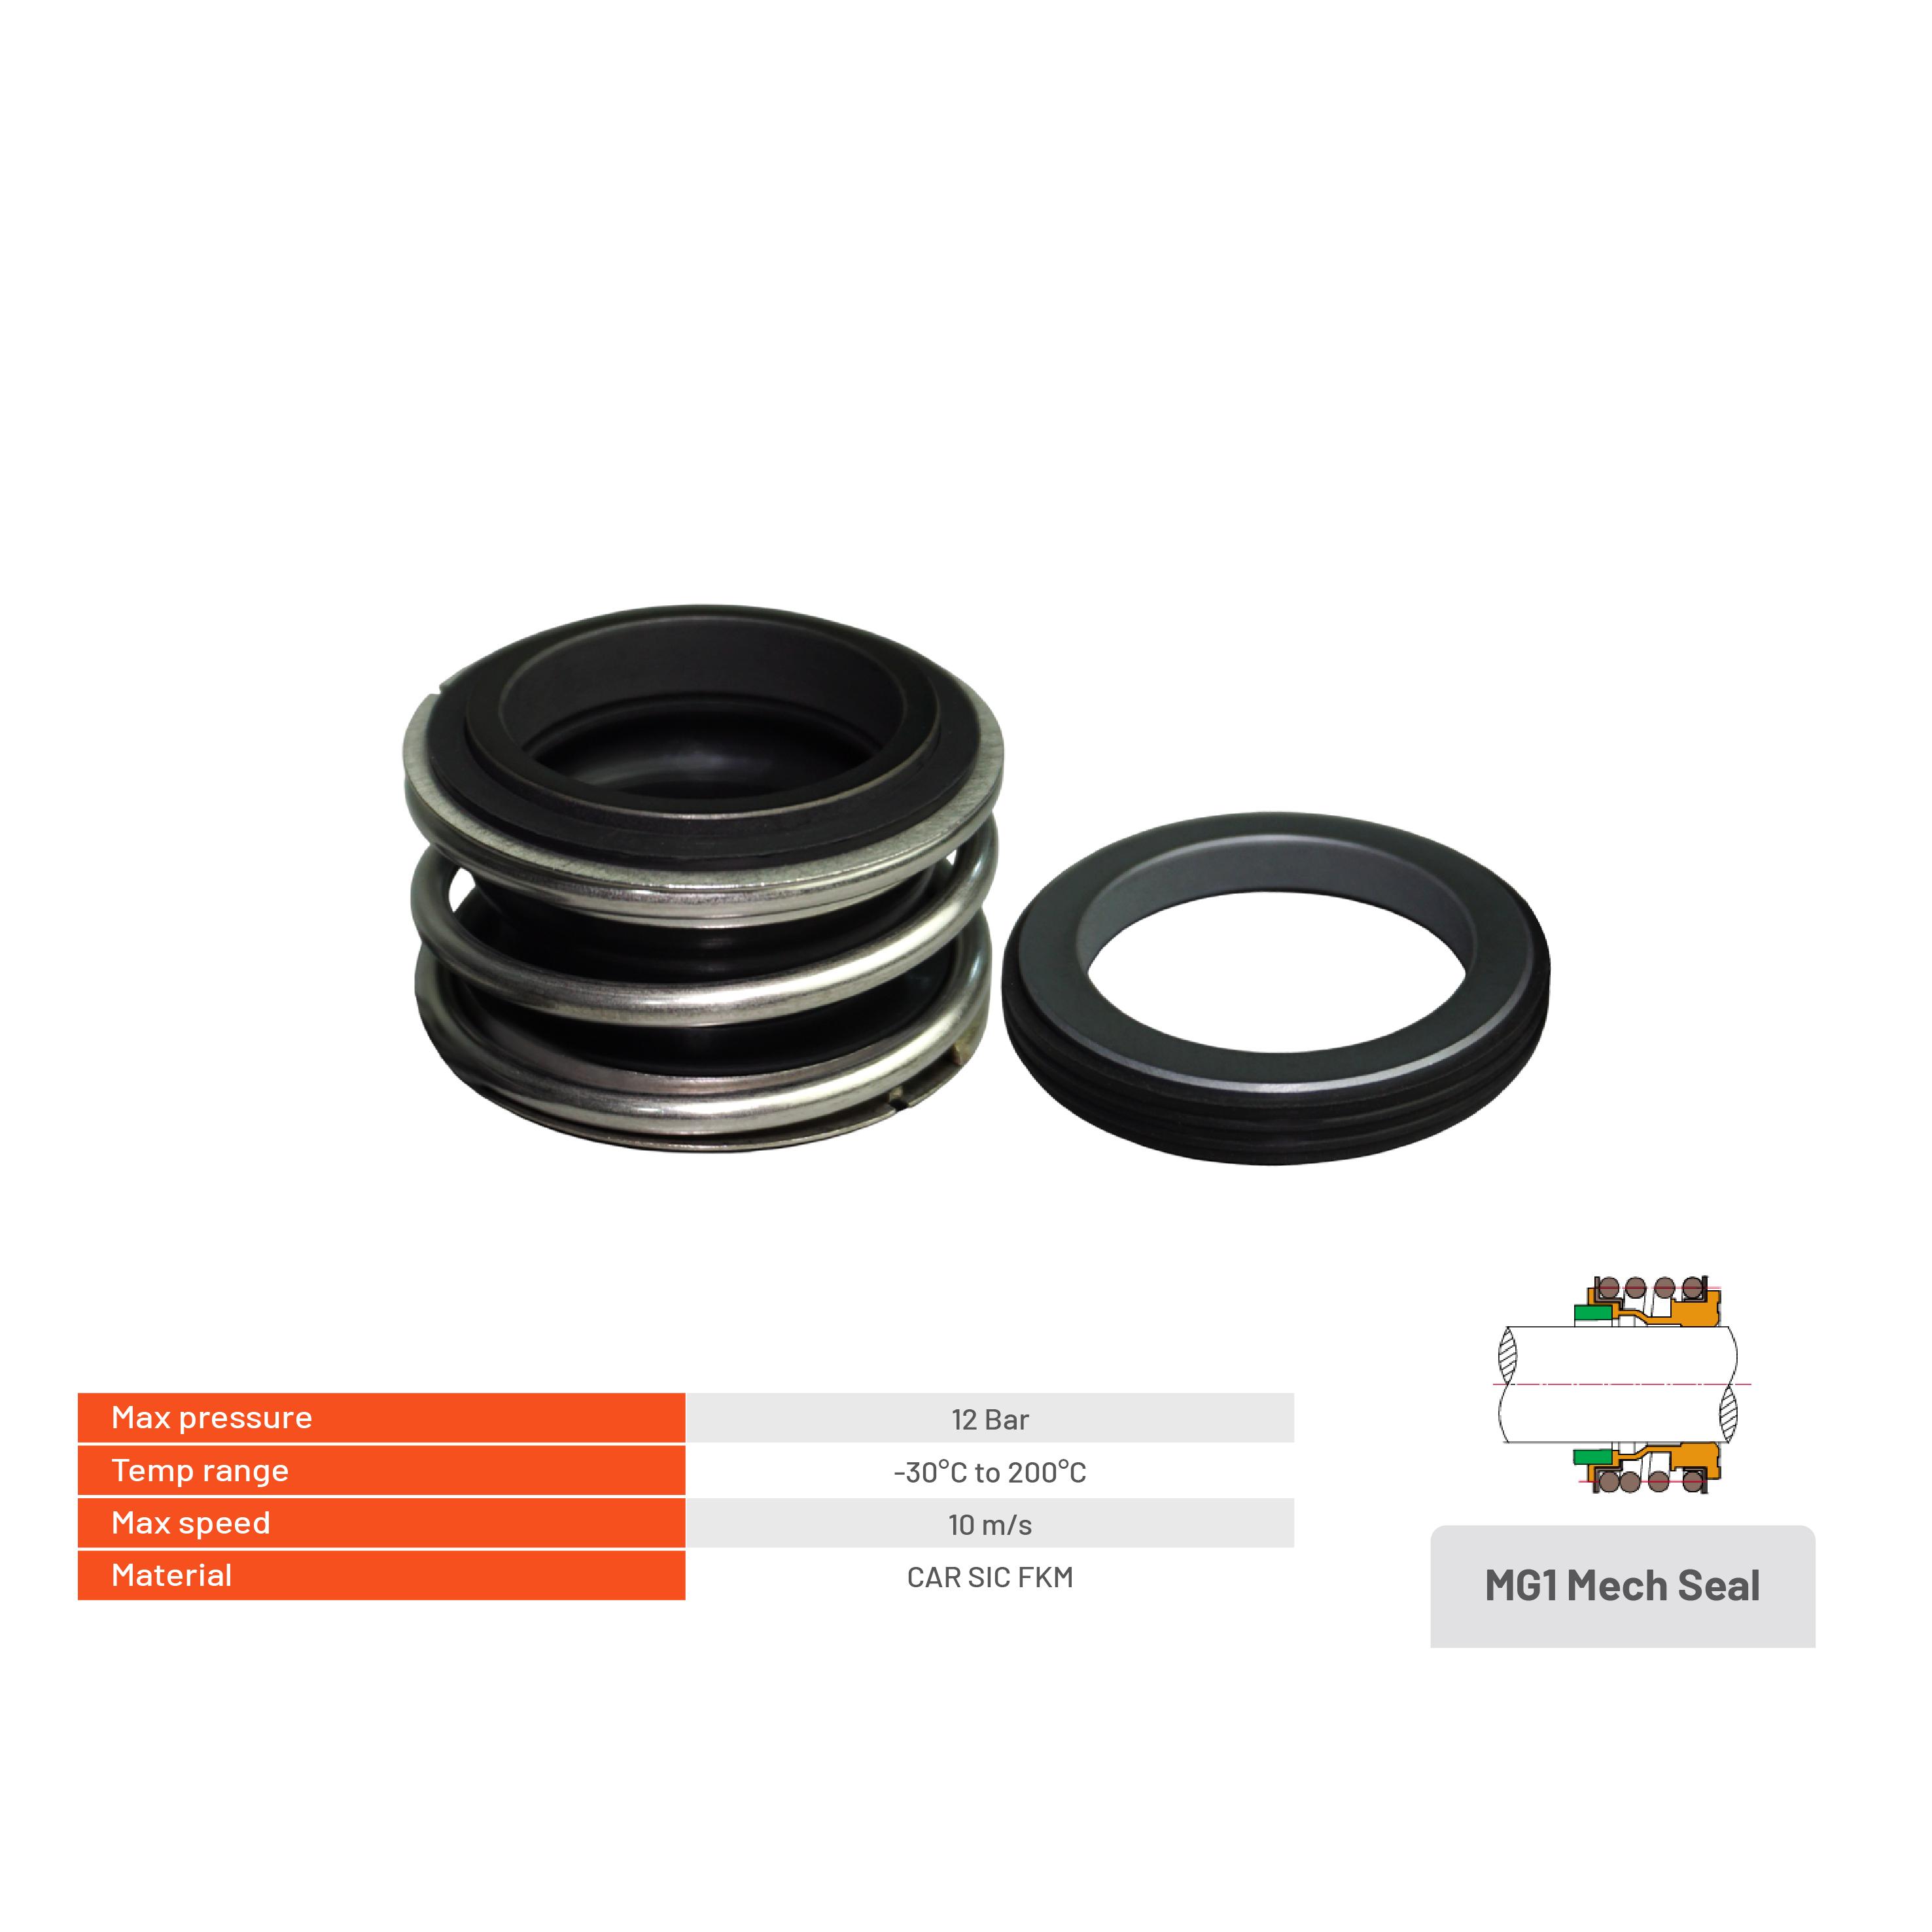 Max pressure 12 Bar
Temp range -30°C to 200°C
Max speed 10 m/s
Material CAR SIC FKM
MG1 Mech Seal